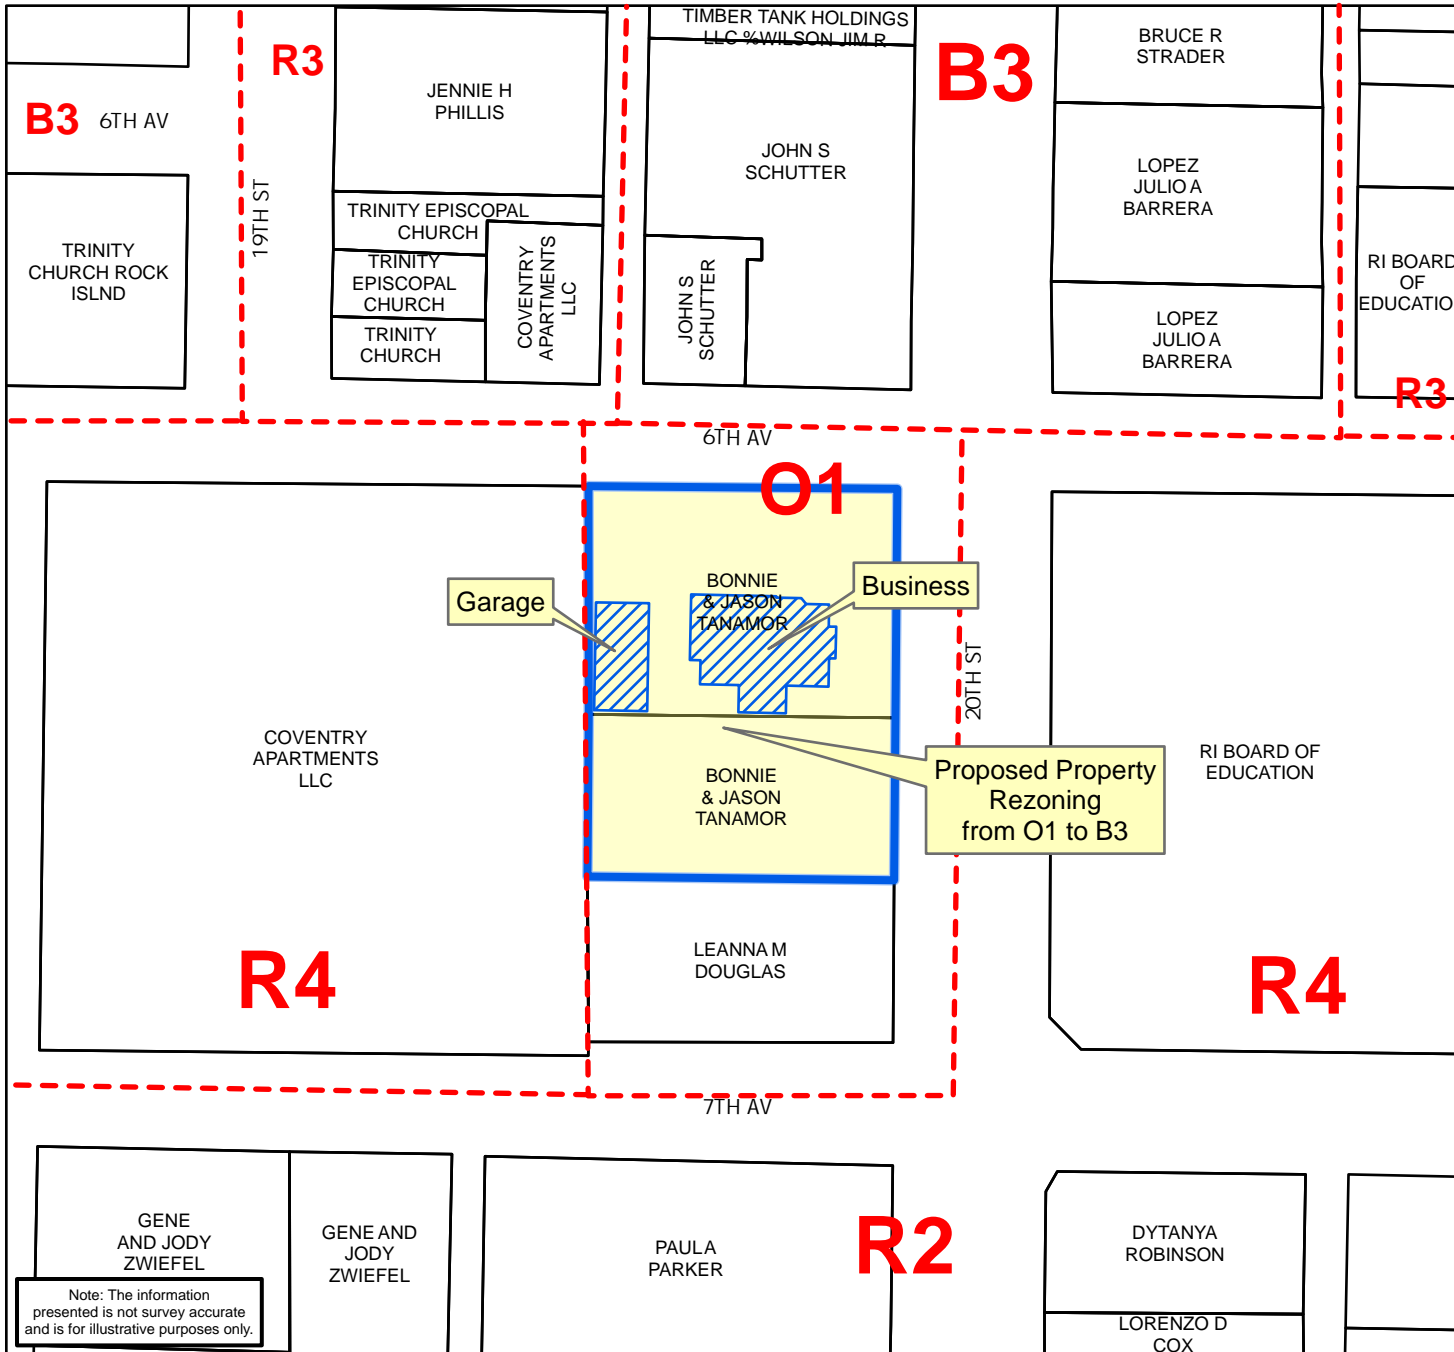 TIMBER TANK HOLDINGS
LLC %WILSON JIM R
BRUCE R
STRADER
R3
B3
JENNIE H
PHILLIS
B3
6TH AV
JOHN S
SCHUTTER
LOPEZ
JULIO A
BARRERA
19TH ST
TRINITY EPISCOPAL
CHURCH
TRINITY
CHURCH ROCK
ISLND
TRINITY
EPISCOPAL
CHURCH
COVENTRY
APARTMENTS
LLC
JOHN S
SCHUTTER
RI BOARD
OF
EDUCATIO
TRINITY
CHURCH
LOPEZ
JULIO A
BARRERA
R3
6TH AV
O1
Garage
BONNIE
& JASON
TANAMOR
Business
20TH ST
COVENTRY
APARTMENTS
LLC
BONNIE
& JASON
TANAMOR
Proposed Property
Rezoning
from O1 to B3
RI BOARD OF
EDUCATION
LEANNA M
DOUGLAS
R4
R4
7TH AV
GENE
AND JODY
ZWIEFEL
GENE AND
JODY
ZWIEFEL
PAULA
PARKER
R2
DYTANYA
ROBINSON
Note: The information
presented is not survey accurate
and is for illustrative purposes only.
LORENZO D
COX